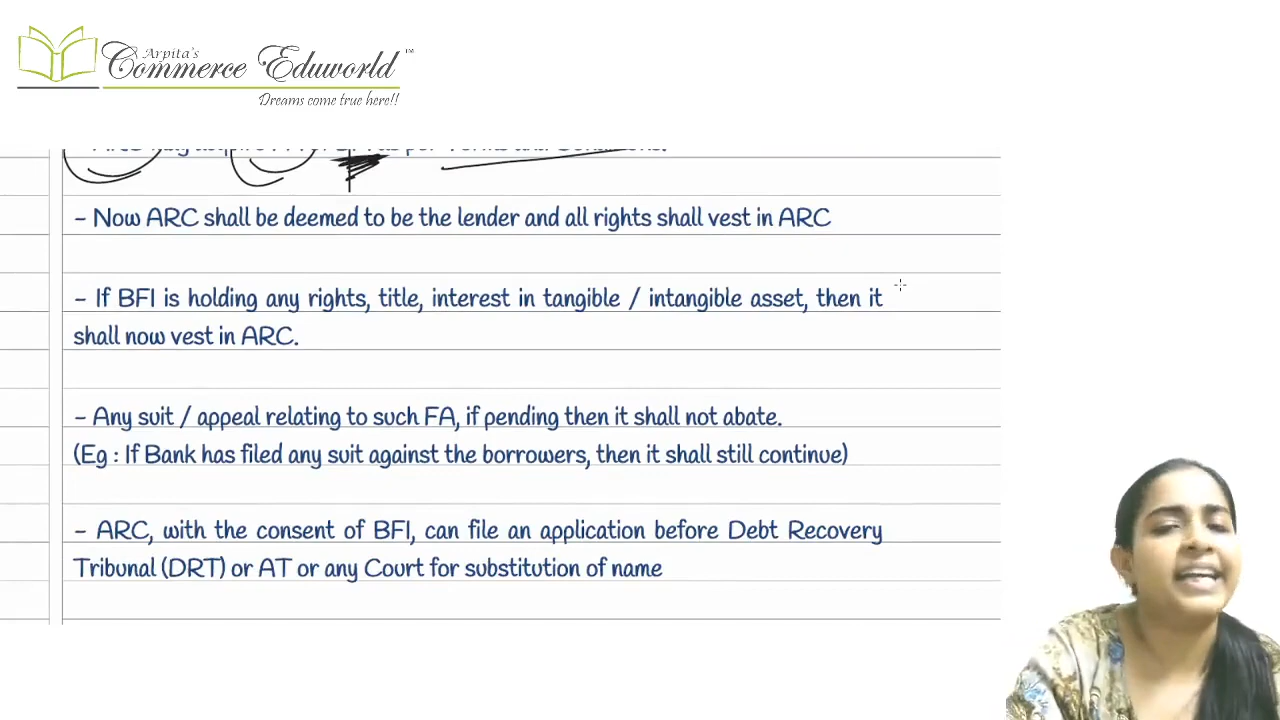 Arpita's
Commerce Eduworld ™
Dreams come true here!!
- Now ARC shall be deemed to be the lender and all rights shall vest in ARC
- If BFI is holding any rights, title, interest in tangible / intangible asset, then it
shall now vest in ARC.
- Any suit / appeal relating to such FA, if pending then it shall not abate.
(Eg : If Bank has filed any suit against the borrowers, then it shall still continue)
- ARC, with the consent of BFI, can file an application before Debt Recovery
Tribunal (DRT) or AT or any Court for substitution of name